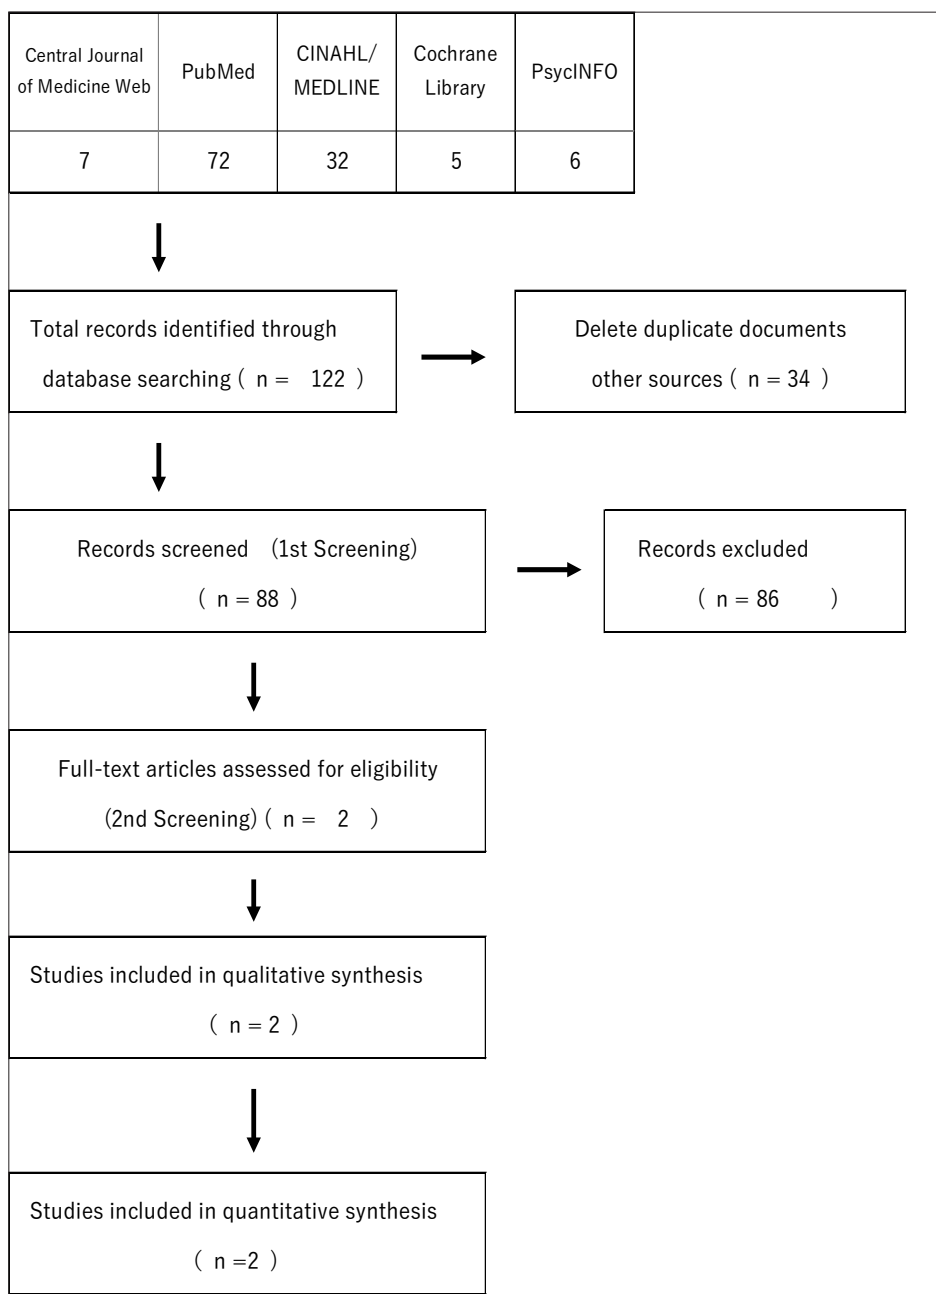 Central Journal
of Medicine Web
PubMed
CINAHL/
MEDLINE
Cochrane
Library
PsycINFO
7
72
32
5
6
Total records identified through
database searching ( n = 122 )
Delete duplicate documents
other sources ( n = 34 )
Records screened (1st Screening)
( n = 88 )
Records excluded
( n = 86 )
Full-text articles assessed for eligibility
(2nd Screening) ( n = 2 )
Studies included in qualitative synthesis
( n = 2 )
Studies included in quantitative synthesis
( n =2 )